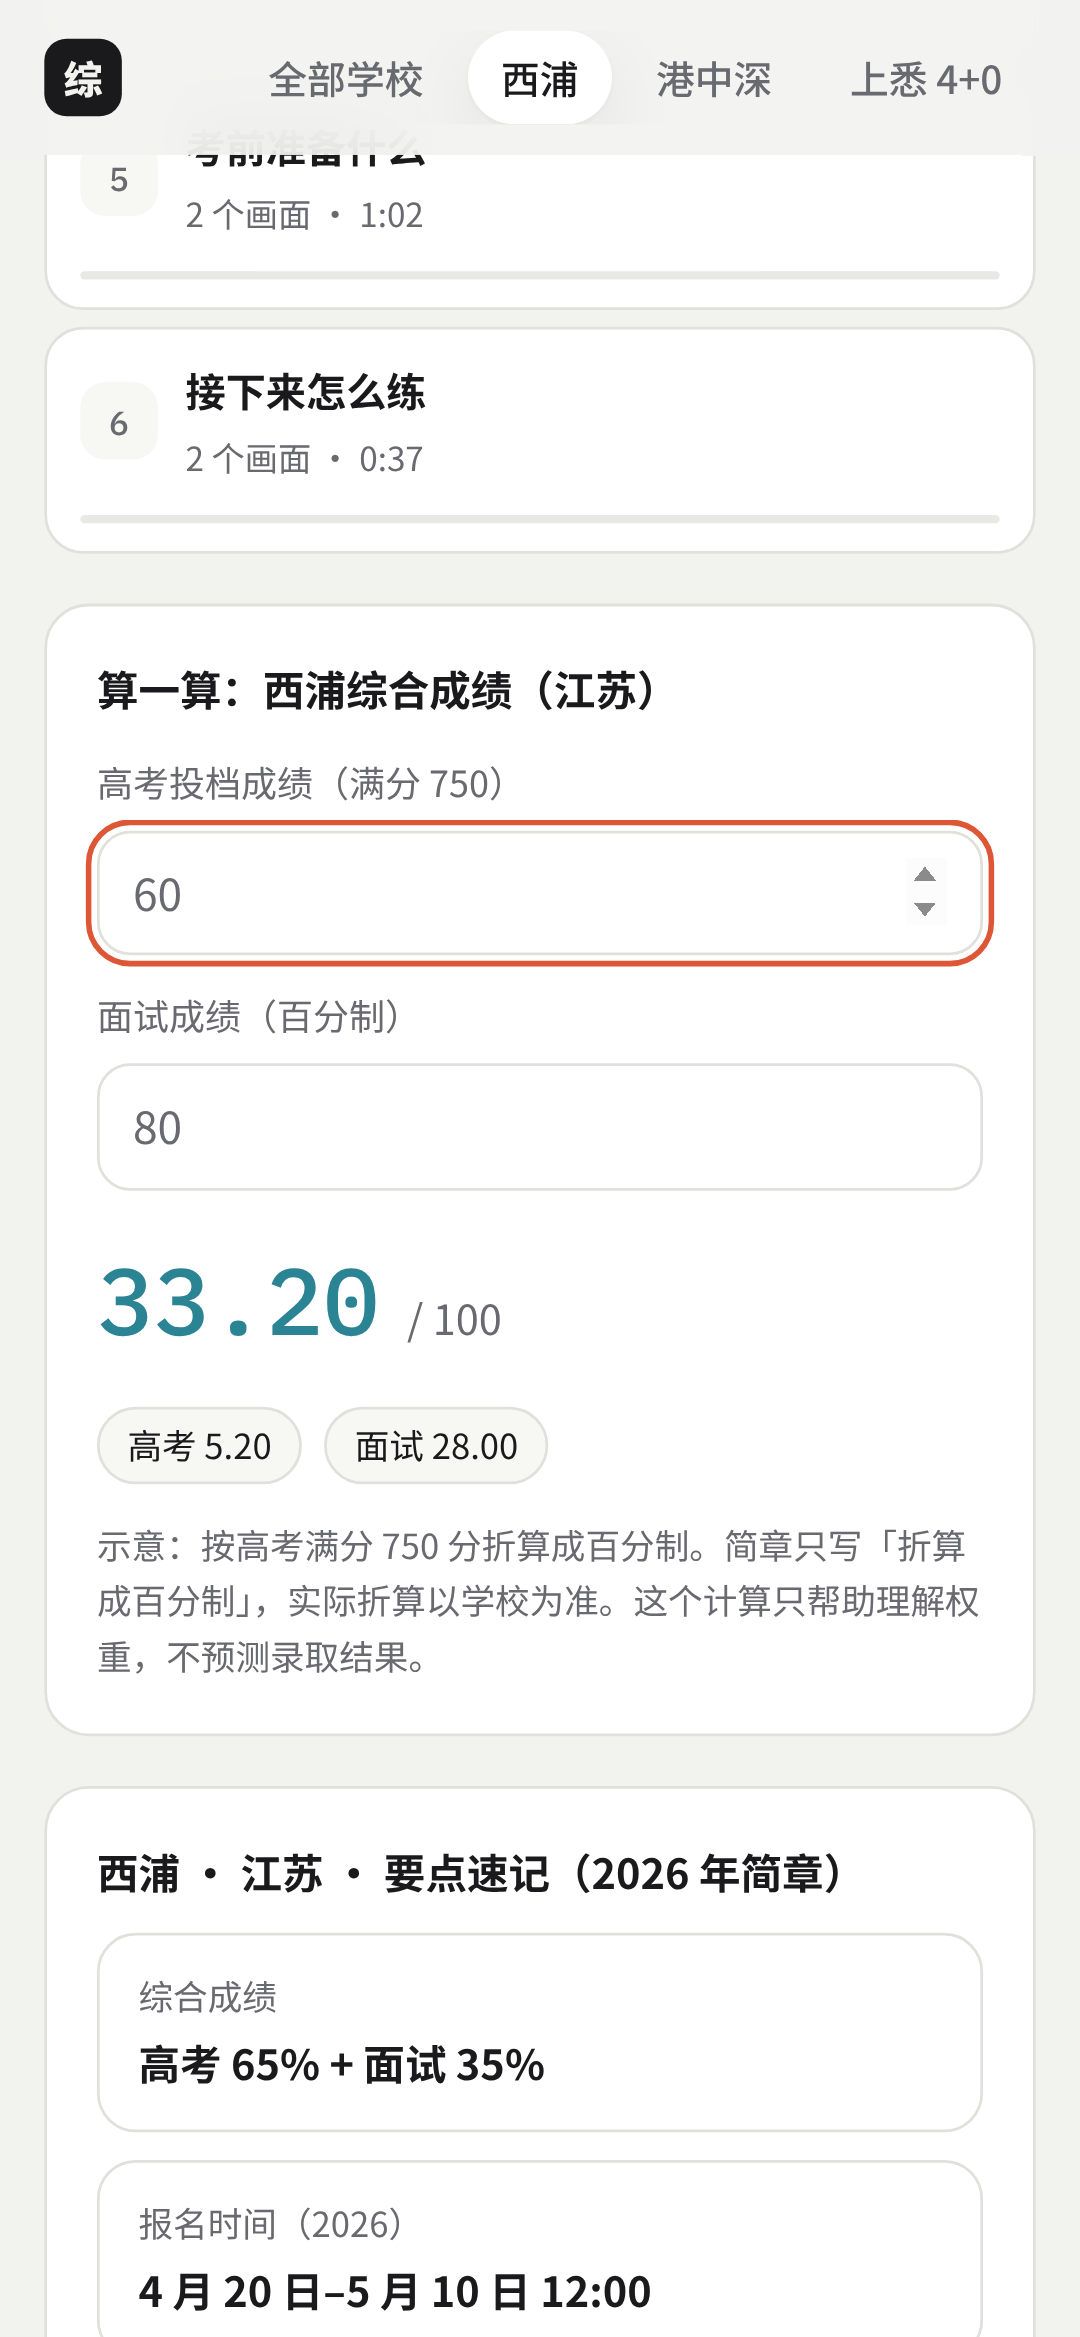 综
全部学校
西浦
港中深
上悉 4+0
考前准备什么
5
2 个画面 · 1:02
接下来怎么练
6
2 个画面 · 0:37
算一算：西浦综合成绩（江苏）
高考投档成绩（满分 750）
60
面试成绩（百分制）
80
33.20 / 100
高考 5.20
面试 28.00
示意：按高考满分 750 分折算成百分制。简章只写「折算
成百分制」，实际折算以学校为准。这个计算只帮助理解权
重，不预测录取结果。
西浦 · 江苏 · 要点速记（2026 年简章）
综合成绩
高考 65% + 面试 35%
报名时间（2026）
4 月 20 日–5 月 10 日 12:00